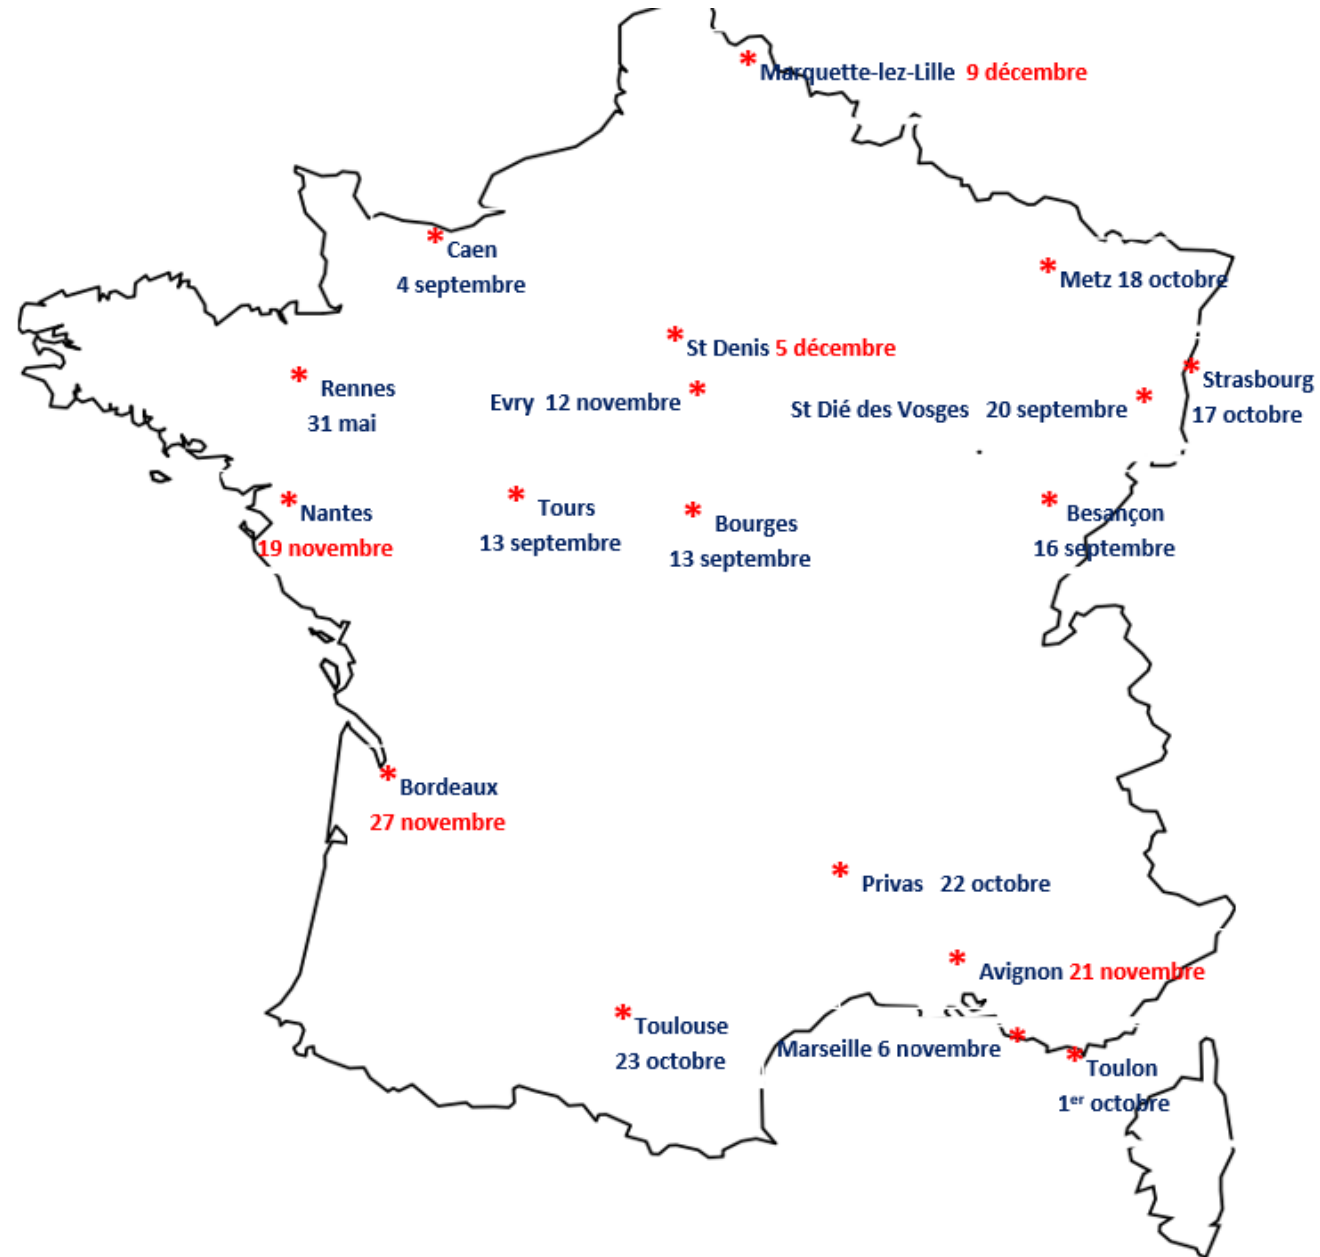 Marquette-lez-Lille 9 décembre
Caen
4 septembre
Metz 18 octobre
St Denis 5 décembre
Rennes
31 mai
Evry 12 novembre
St Dié des Vosges 20 septembre
Strasbourg
17 octobre
Nantes
19 novembre
Tours
13 septembre
Bourges
13 septembre
Besançon
16 septembre
Bordeaux
27 novembre
Privas 22 octobre
Avignon 21 novembre
Toulouse
23 octobre
Marseille 6 novembre
Toulon
1er octobre